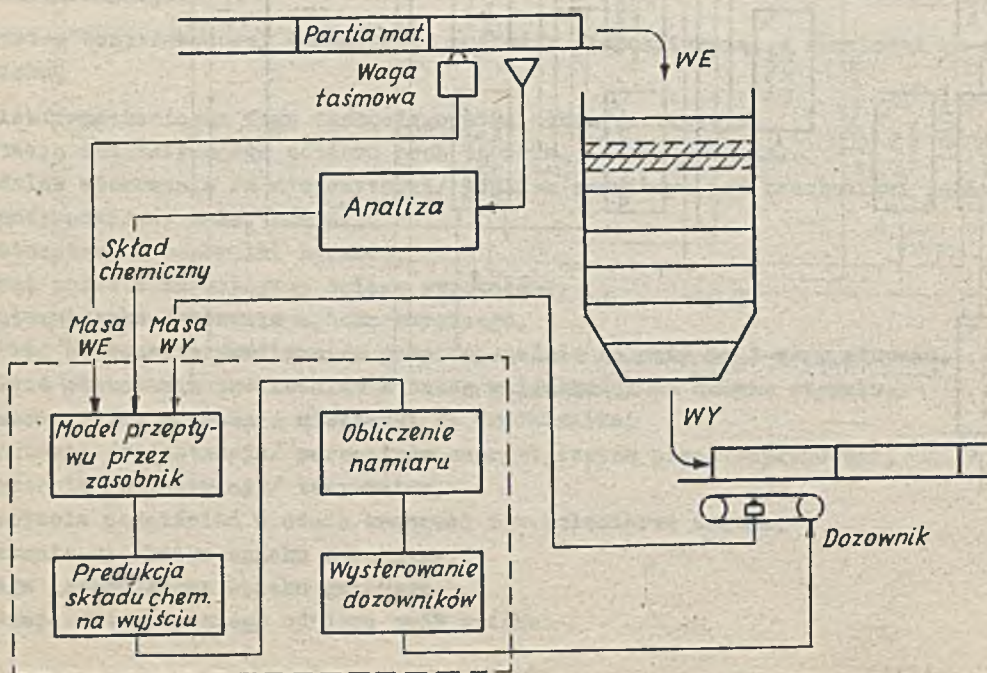 Partia mat.
WE
Waga
taśmowa
Analiza
Skład
chemiczny
Masa
WE
Masa
WY
Model przepły-
wu przez
zasobnik
Obliczenie
namiaru
WY
Dozownik
Predykcja
składu chem.
na wyjściu
Wysterowanie
dozowników